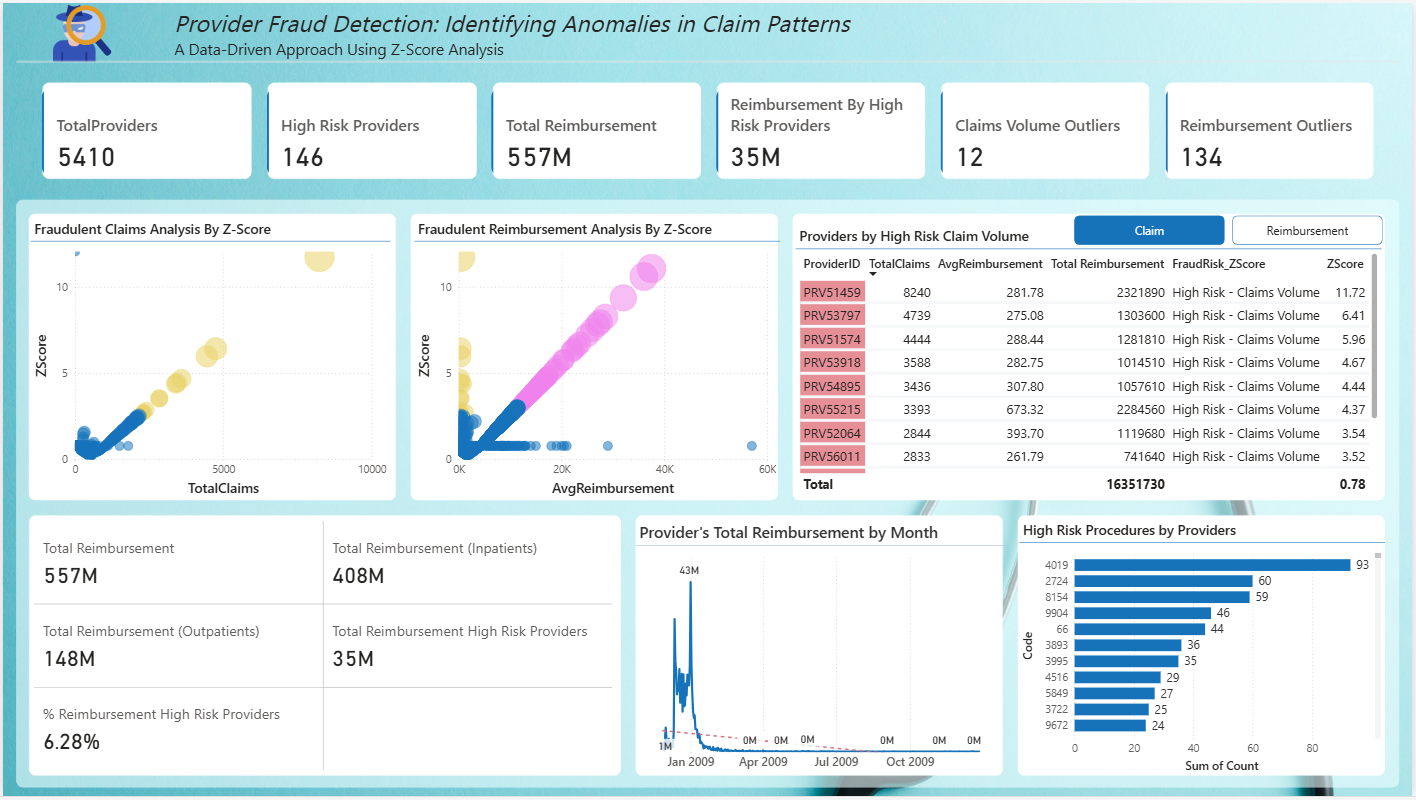 Provider Fraud Detection: Identifying Anomalies in Claim Patterns
A Data-Driven Approach Using Z-Score Analysis
TotalProviders
5410
High Risk Providers
146
Total Reimbursement
557M
Reimbursement By High
Risk Providers
35M
Claims Volume Outliers
12
Reimbursement Outliers
134
Fraudulent Claims Analysis By Z-Score
ZScore
10
5
0
0 5000 10000
TotalClaims
Fraudulent Reimbursement Analysis By Z-Score
ZScore
10
5
0
0K 20K 40K 60K
AvgReimbursement
Providers by High Risk Claim Volume
Claim
Reimbursement
ProviderID TotalClaims AvgReimbursement Total Reimbursement FraudRisk_ZScore ZScore
PRV51459 8240 281.78 2321890 High Risk - Claims Volume 11.72
PRV53797 4739 275.08 1303600 High Risk - Claims Volume 6.41
PRV51574 4444 288.44 1281810 High Risk - Claims Volume 5.96
PRV53918 3588 282.75 1014510 High Risk - Claims Volume 4.67
PRV54895 3436 307.80 1057610 High Risk - Claims Volume 4.44
PRV55215 3393 673.32 2284560 High Risk - Claims Volume 4.37
PRV52064 2844 393.70 1119680 High Risk - Claims Volume 3.54
PRV56011 2833 261.79 741640 High Risk - Claims Volume 3.52
Total 16351730 0.78
Total Reimbursement
557M
Total Reimbursement (Inpatients)
408M
Total Reimbursement (Outpatients)
148M
Total Reimbursement High Risk Providers
35M
% Reimbursement High Risk Providers
6.28%
Provider's Total Reimbursement by Month
43M
1M 0M 0M 0M 0M 0M 0M
Jan 2009 Apr 2009 Jul 2009 Oct 2009
High Risk Procedures by Providers
Code
4019 93
2724 60
8154 59
9904 46
66 44
3893 36
3995 35
4516 29
5849 27
3722 25
9672 24
0 20 40 60 80
Sum of Count